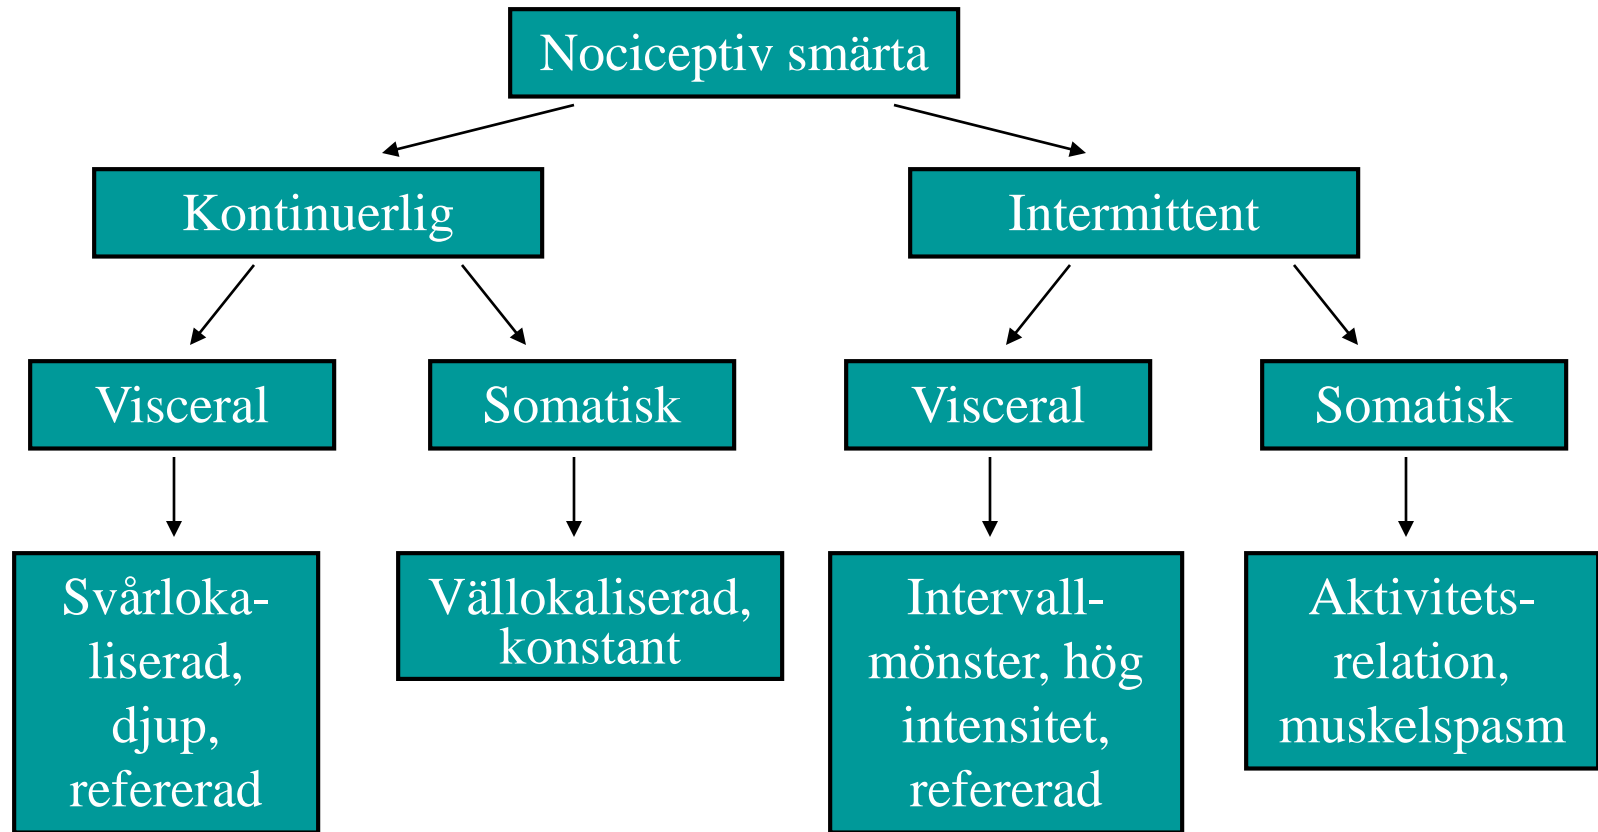 Nociceptiv smärta
Kontinuerlig
Intermittent
Visceral
Somatisk
Visceral
Somatisk
Svårloka-
liserad,
djup,
refererad
Vällokaliserad,
konstant
Intervall-
mönster, hög
intensitet,
refererad
Aktivitets-
relation,
muskelspasm